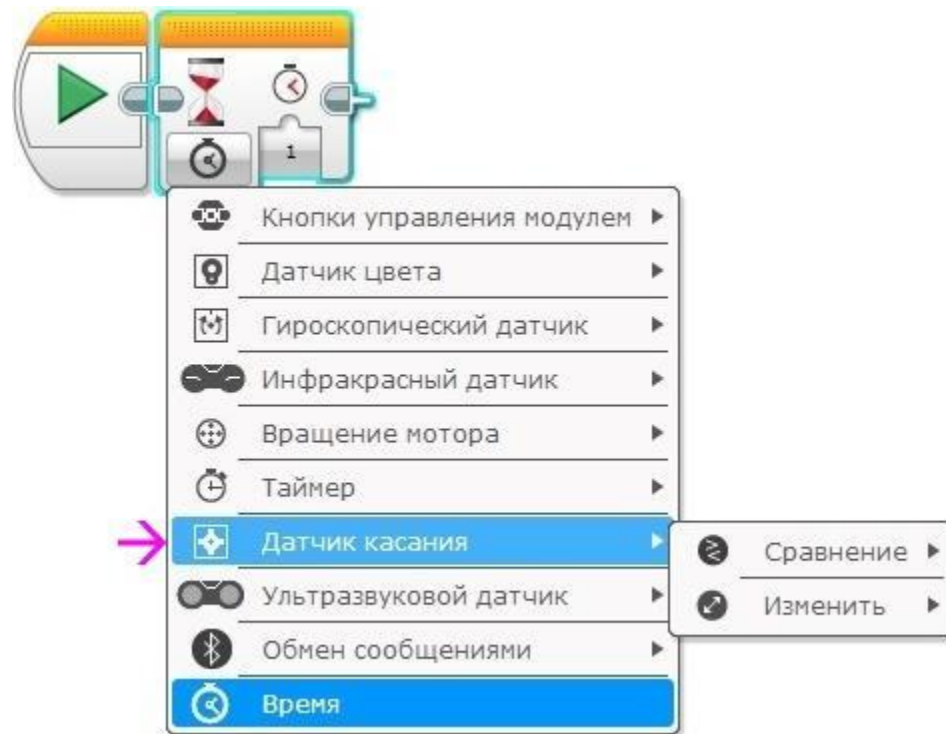 1
Кнопки управления модулем
Датчик цвета
Гироскопический датчик
Инфракрасный датчик
Вращение мотора
Таймер
Датчик касания
Сравнение
Ультразвуковой датчик
Изменить
Обмен сообщениями
Время